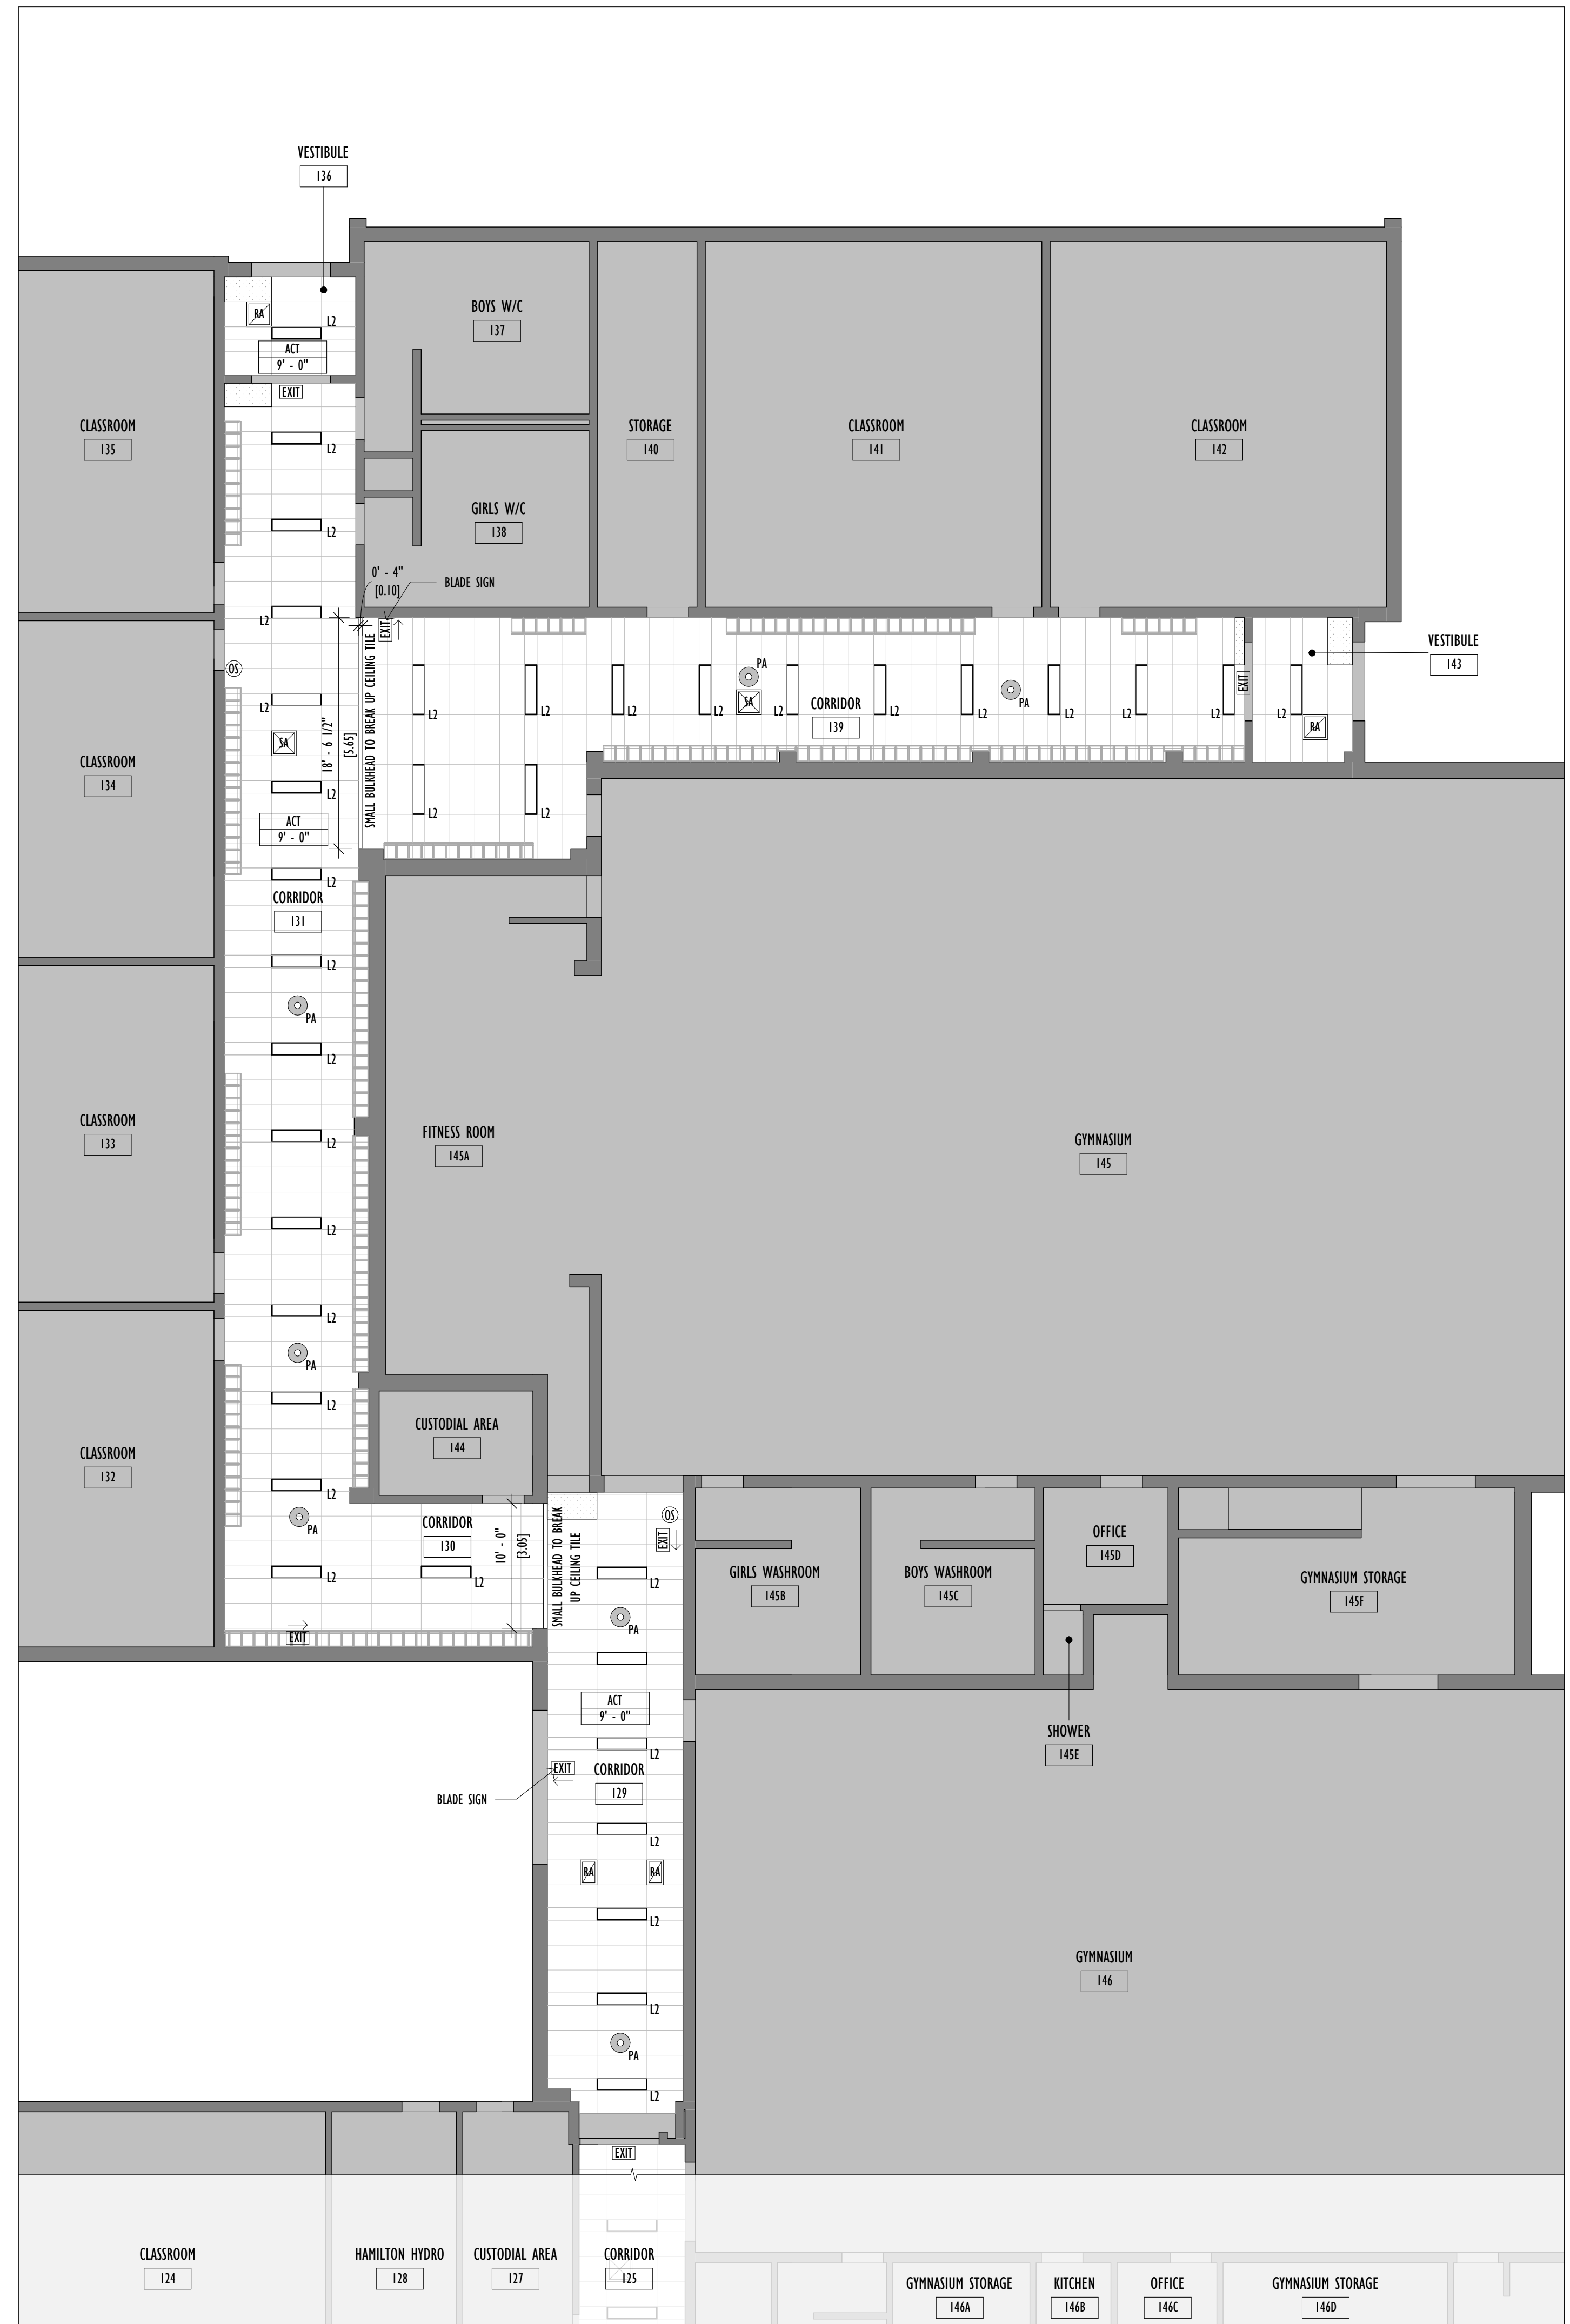 VESTIBULE
136
RA
L2
ACT
9' - 0"
EXIT
BOYS W/C
137
CLASSROOM
135
L2
STORAGE
140
CLASSROOM
141
CLASSROOM
142
GIRLS W/C
138
L2
0' - 4"
[0.10]
BLADE SIGN
L2
EXIT
VESTIBULE
143
OS
L2
18' - 6 1/2"
[5.65]
SMALL BULKHEAD TO BREAK UP CEILING TILE
PA
SA
PA
EXIT
L2
L2
L2
L2
L2
L2
L2
L2
L2
L2
CORRIDOR
139
RA
SA
CLASSROOM
134
L2
L2
L2
ACT
9' - 0"
L2
CORRIDOR
131
L2
PA
L2
CLASSROOM
133
L2
FITNESS ROOM
145A
GYMNASIUM
145
L2
L2
PA
L2
CUSTODIAL AREA
144
CLASSROOM
132
L2
PA
CORRIDOR
130
10' - 0"
[3.05]
SMALL BULKHEAD TO BREAK
UP CEILING TILE
OS
EXIT
L2
L2
L2
GIRLS WASHROOM
145B
BOYS WASHROOM
145C
OFFICE
145D
GYMNASIUM STORAGE
145F
EXIT
PA
ACT
9' - 0"
SHOWER
145E
L2
EXIT
CORRIDOR
129
BLADE SIGN
L2
RA
RA
L2
GYMNASIUM
146
L2
PA
L2
EXIT
CLASSROOM
124
HAMILTON HYDRO
128
CUSTODIAL AREA
127
CORRIDOR
125
GYMNASIUM STORAGE
146A
KITCHEN
146B
OFFICE
146C
GYMNASIUM STORAGE
146D